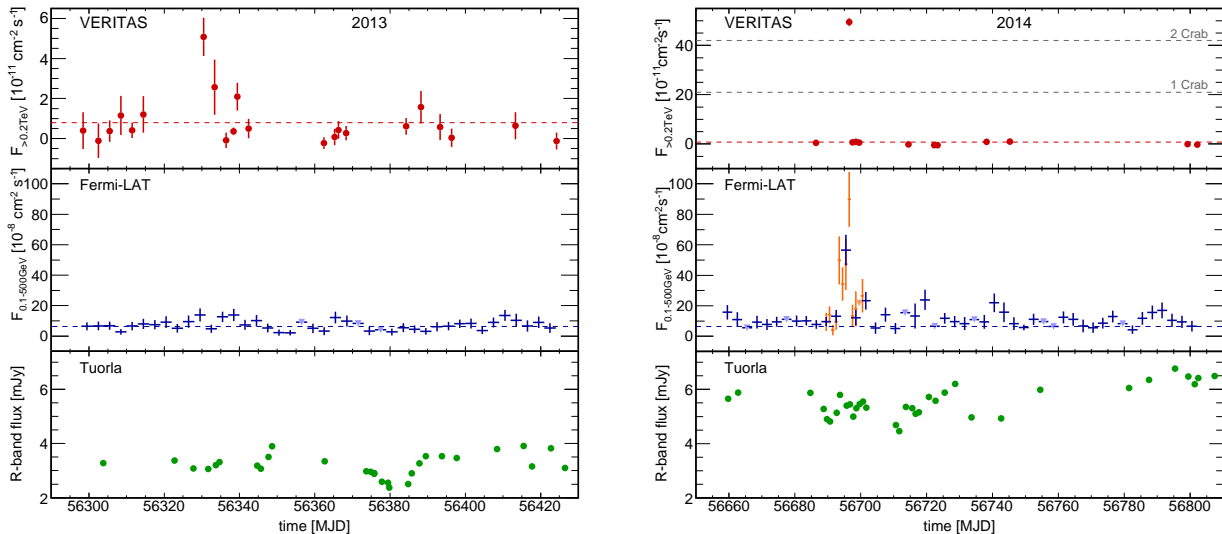 VERITAS 2013
F>0.2TeV [10-11 cm-2 s-1]
6
4
2
0
Fermi-LAT
F0.1-500GeV [10-8 cm-2 s-1]
100
80
60
40
20
0
Tuorla
R-band flux [mJy]
6
4
2
56300 56320 56340 56360 56380 56400 56420
time [MJD]
VERITAS 2014
2 Crab
1 Crab
F>0.2TeV [10-11cm-2s-1]
40
20
0
Fermi-LAT
F0.1-500GeV [10-8cm-2s-1]
100
80
60
40
20
0
Tuorla
R-band flux [mJy]
6
4
2
56660 56680 56700 56720 56740 56760 56780 56800
time [MJD]